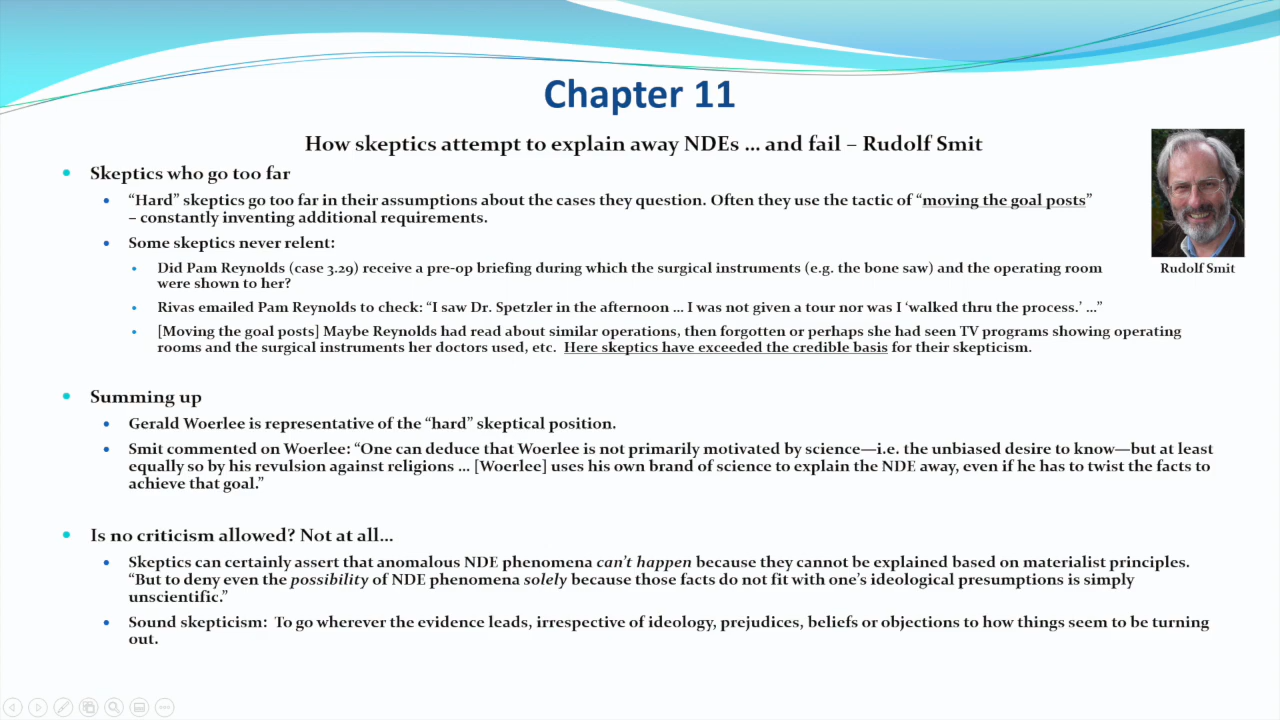 Chapter 11
How skeptics attempt to explain away NDEs ... and fail – Rudolf Smit
Skeptics who go too far
“Hard” skeptics go too far in their assumptions about the cases they question. Often they use the tactic of “moving the goal posts”
– constantly inventing additional requirements.
Some skeptics never relent:
Did Pam Reynolds (case 3.29) receive a pre-op briefing during which the surgical instruments (e.g. the bone saw) and the operating room
were shown to her?
Rudolf Smit
Rivas emailed Pam Reynolds to check: “I saw Dr. Spetzler in the afternoon ... I was not given a tour nor was I ‘walked thru the process.’ ...”
[Moving the goal posts] Maybe Reynolds had read about similar operations, then forgotten or perhaps she had seen TV programs showing operating
rooms and the surgical instruments her doctors used, etc. Here skeptics have exceeded the credible basis for their skepticism.
Summing up
Gerald Woerlee is representative of the “hard” skeptical position.
Smit commented on Woerlee: “One can deduce that Woerlee is not primarily motivated by science—i.e. the unbiased desire to know—but at least
equally so by his revulsion against religions ... [Woerlee] uses his own brand of science to explain the NDE away, even if he has to twist the facts to
achieve that goal.”
Is no criticism allowed? Not at all...
Skeptics can certainly assert that anomalous NDE phenomena can’t happen because they cannot be explained based on materialist principles.
“But to deny even the possibility of NDE phenomena solely because those facts do not fit with one’s ideological presumptions is simply
unscientific.”
Sound skepticism: To go wherever the evidence leads, irrespective of ideology, prejudices, beliefs or objections to how things seem to be turning
out.